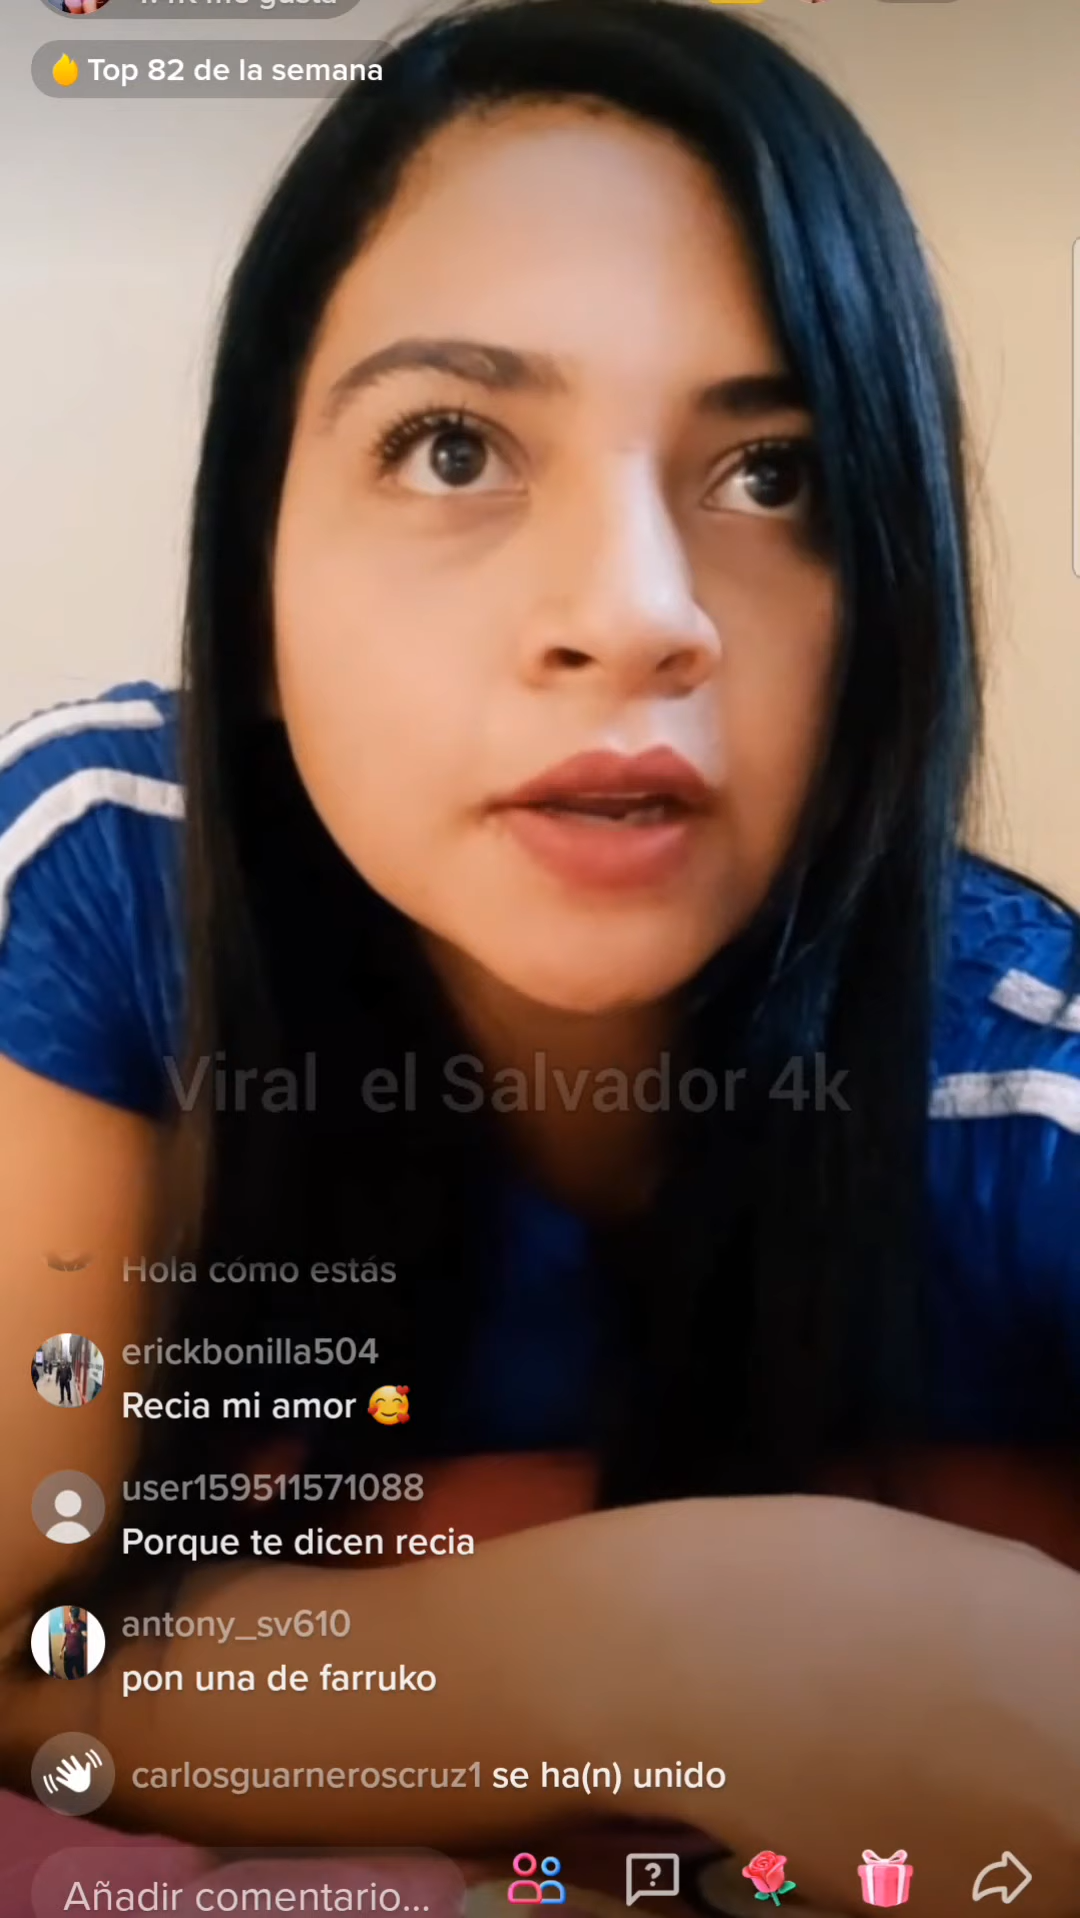 Top 82 de la semana
Viral el Salvador 4k
Hola cómo estás
erickbonilla504
Recia mi amor
user159511571088
Porque te dicen recia
antony_sv610
pon una de farruko
carlosguarneroscruz1 se ha(n) unido
Añadir comentario...